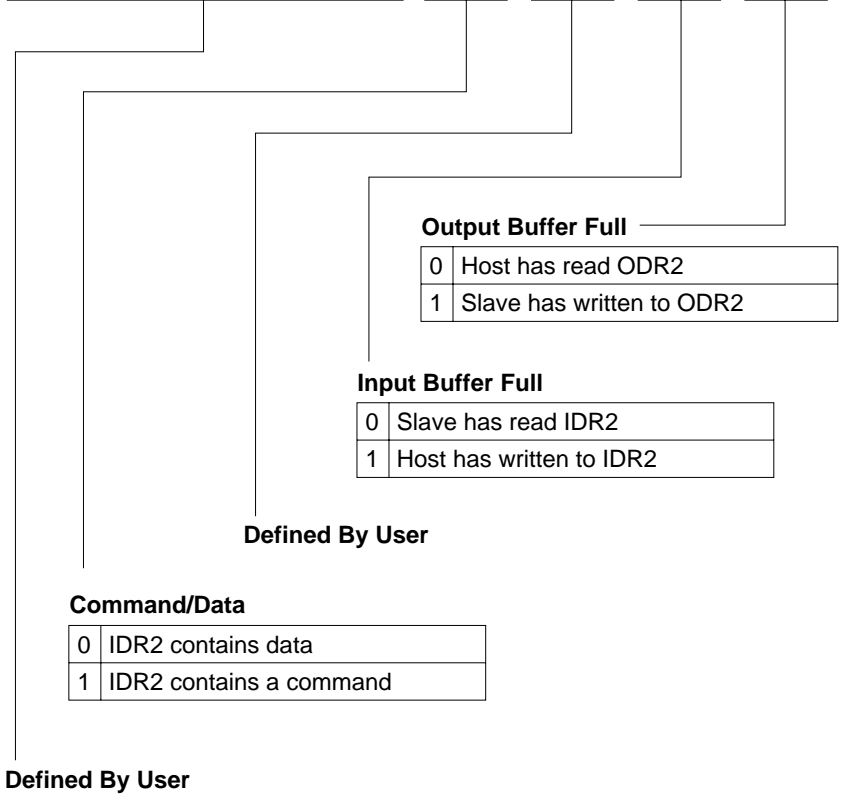 Output Buffer Full
0 Host has read ODR2
1 Slave has written to ODR2
Input Buffer Full
0 Slave has read IDR2
1 Host has written to IDR2
Defined By User
Command/Data
0 IDR2 contains data
1 IDR2 contains a command
Defined By User